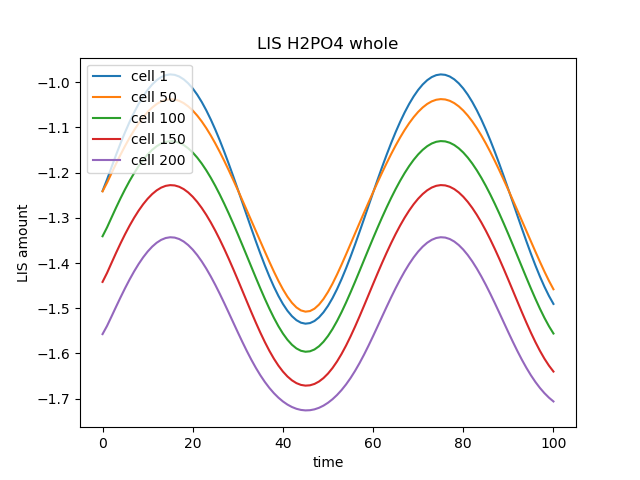 LIS H2PO4 whole
cell 1
cell 50
cell 100
cell 150
cell 200
−1.0
−1.1
−1.2
−1.3
−1.4
−1.5
−1.6
−1.7
LIS amount
0 20 40 60 80 100
time